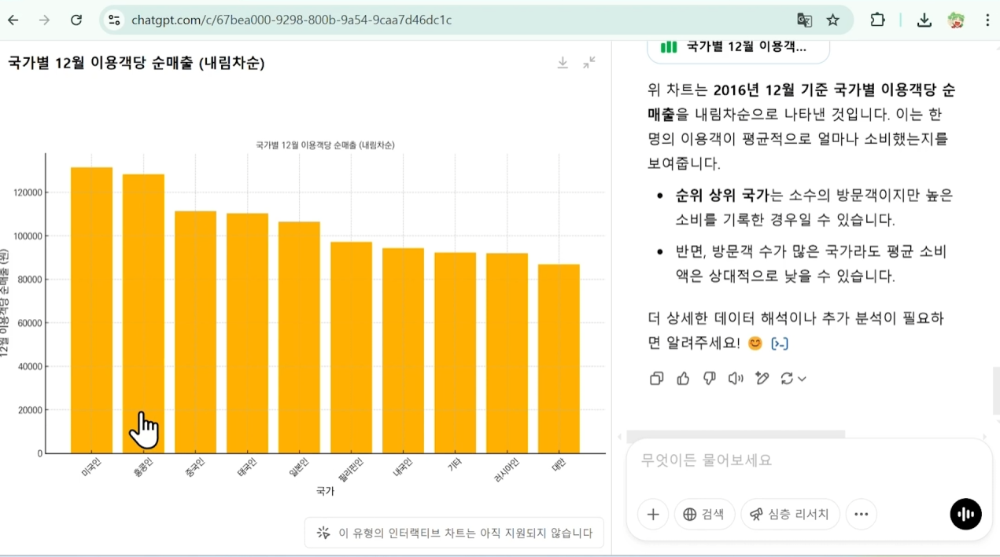 chatgpt.com/c/67bea000-9298-800b-9a54-9caa7d46dc1c
국가별 12월 이용객당 순매출 (내림차순)
국가별 12월 이용객당 순매출 (내림차순)
12월 이용객당 순매출 (원)
120000
100000
80000
60000
40000
20000
0
미국인
홍콩인
중국인
태국인
일본인
필리핀인
내국인
기타
러시아인
대만
국가
이 유형의 인터랙티브 차트는 아직 지원되지 않습니다
국가별 12월 이용객...
위 차트는 2016년 12월 기준 국가별 이용객당 순
매출을 내림차순으로 나타낸 것입니다. 이는 한
명의 이용객이 평균적으로 얼마나 소비했는지를
보여줍니다.
순위 상위 국가는 소수의 방문객이지만 높은
소비를 기록한 경우일 수 있습니다.
반면, 방문객 수가 많은 국가라도 평균 소비
액은 상대적으로 낮을 수 있습니다.
더 상세한 데이터 해석이나 추가 분석이 필요하
면 알려주세요! 😊
무엇이든 물어보세요
검색
심층 리서치